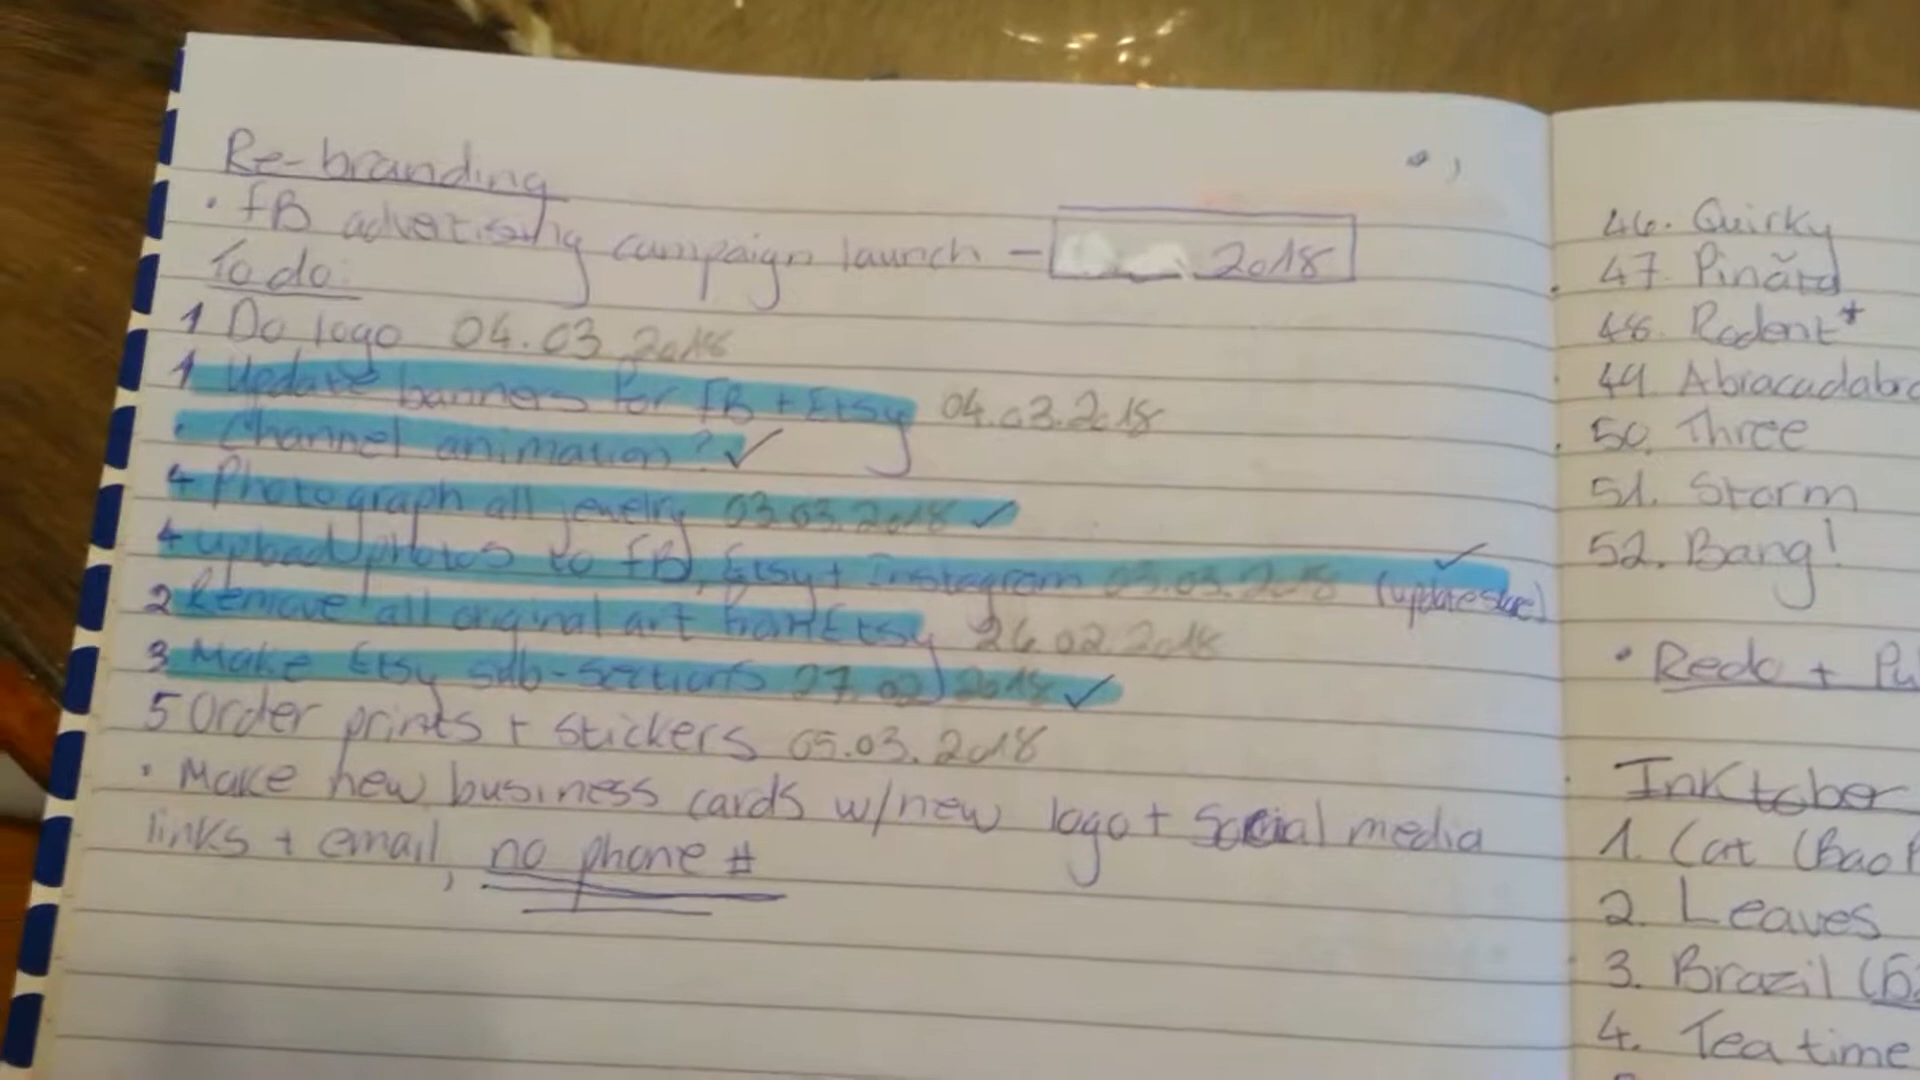 Re-branding
• FB advertising campaign launch – 2018
To do:
1 Do logo 04.03.2018
1 Update banners for FB + Etsy 04.03.2018
• Channel animation? ✓
4 Photograph all jewelry 03.03.2018 ✓
4 upload photos to FB, Etsy + Instagram 03.03.2018 ✓
2 Remove all original art from Etsy 26.02.2018
3 Make Etsy sub-sections 27.02.2018 ✓
5 Order prints + stickers 05.03.2018
• Make new business cards w/new logo + Social media
links + email, no phone #
46. Quirky
47. 
48. Rodent*
49. Abracadabra
50. Three
51. Storm
52. Bang!
• Redo + Pu
Inktober
1. Cat (Bao P
2. Leaves
3. Brazil (
4. Tea time